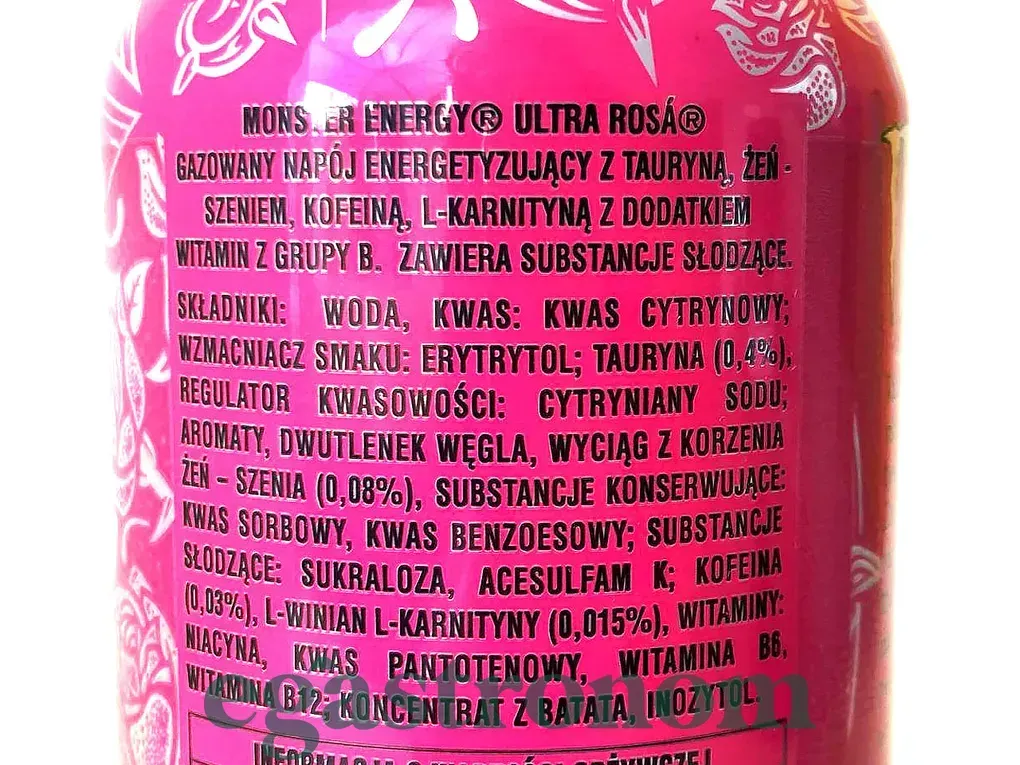 MONSTER ENERGY® ULTRA ROSÁ®
GAZOWANY NAPÓJ ENERGETYZUJĄCY Z TAURYNĄ, ŻEŃ -
SZENIEM, KOFEINĄ, L-KARNITYNĄ Z DODATKIEM
WITAMIN Z GRUPY B. ZAWIERA SUBSTANCJE SŁODZĄCE.
SKŁADNIKI: WODA, KWAS: KWAS CYTRYNOWY;
WZMACNIACZ SMAKU: ERYTRYTOL; TAURYNA (0,4%),
REGULATOR KWASOWOŚCI: CYTRYNIANY SODU;
AROMATY, DWUTLENEK WĘGLA, WYCIĄG Z KORZENIA
ŻEŃ – SZENIA (0,08%), SUBSTANCJE KONSERWUJĄCE:
KWAS SORBOWY, KWAS BENZOESOWY; SUBSTANCJE
SŁODZĄCE: SUKRALOZA, ACESULFAM K; KOFEINA
(0,03%), L-WINIAN L-KARNITYNY (0,015%), WITAMINY:
NIACYNA, KWAS PANTOTENOWY, WITAMINA B6,
WITAMINA B12; KONCENTRAT Z BATATA, INOZYTOL.
egastronom
INFORMACJA O WARTOŚCI ODŻYWCZEJ